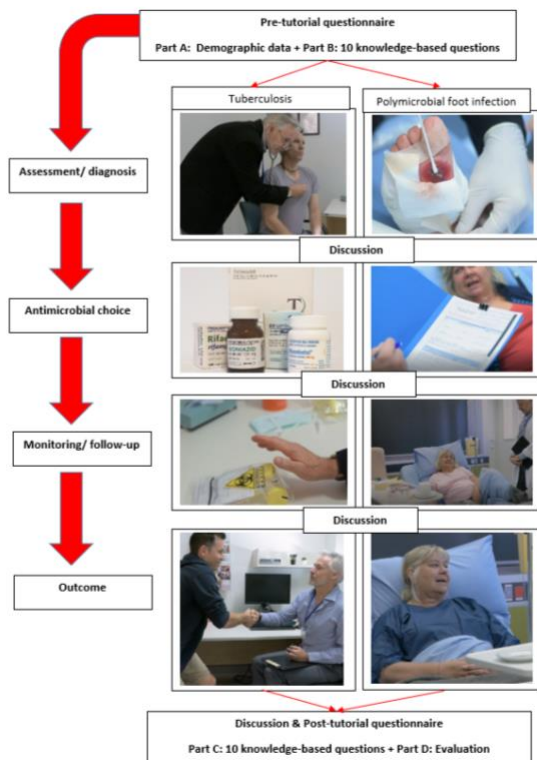 Pre-tutorial questionnaire
Part A: Demographic data + Part B: 10 knowledge-based questions
Tuberculosis
Polymicrobial foot infection
Assessment/ diagnosis
Discussion
Antimicrobial choice
Discussion
Monitoring/ follow-up
Discussion
Outcome
Discussion & Post-tutorial questionnaire
Part C: 10 knowledge-based questions + Part D: Evaluation